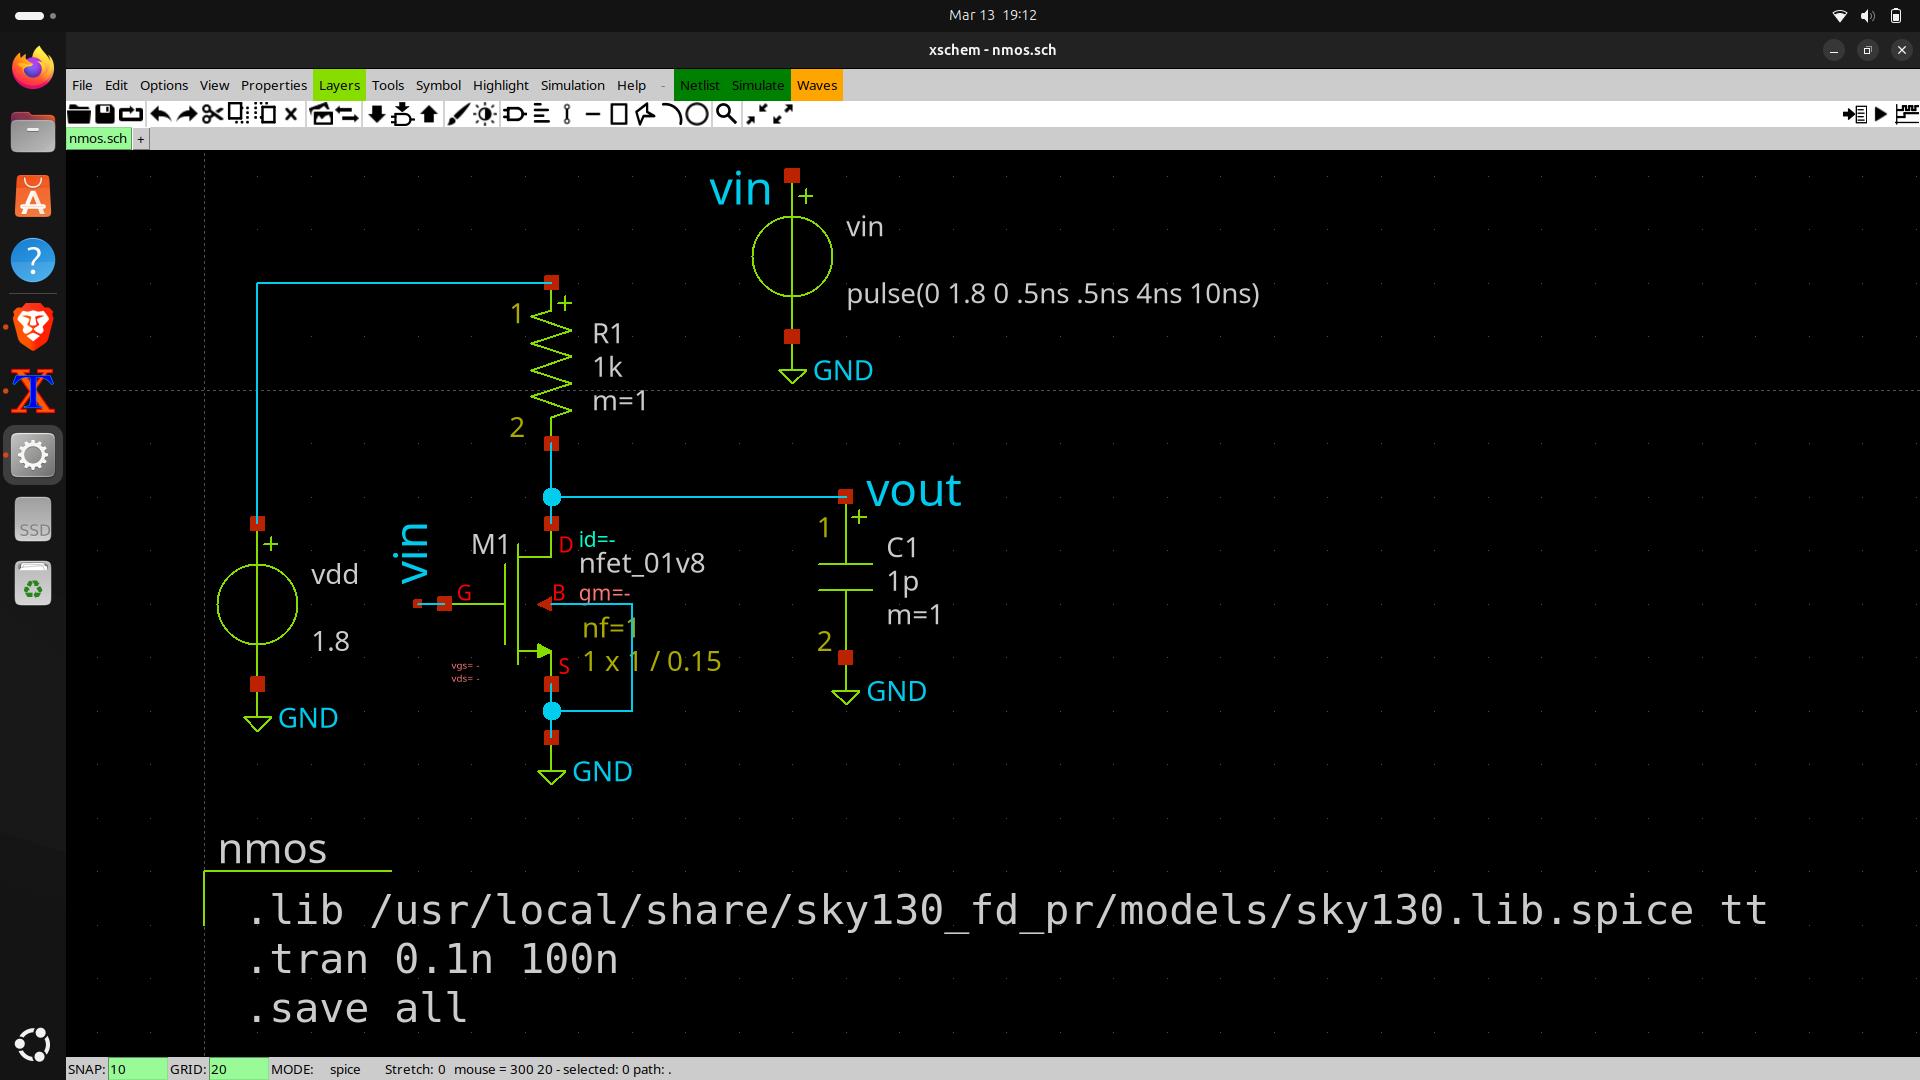 Mar 13 19:12
xschem - nmos.sch
File Edit Options View Properties Layers Tools Symbol Highlight Simulation Help - Netlist Simulate Waves
nmos.sch +
vin
+
vin
pulse(0 1.8 0 .5ns .5ns 4ns 10ns)
GND
1
+
R1
1k
m=1
2
vout
vin
M1
D
id=-
nfet_01v8
G
B
gm=-
nf=1
1 x 1 / 0.15
S
vgs= -
vds= -
GND
1
+
C1
1p
m=1
2
GND
+
vdd
1.8
GND
nmos
.lib /usr/local/share/sky130_fd_pr/models/sky130.lib.spice tt
.tran 0.1n 100n
.save all
SSD
SNAP: 10 GRID: 20 MODE: spice Stretch: 0 mouse = 300 20 - selected: 0 path: .